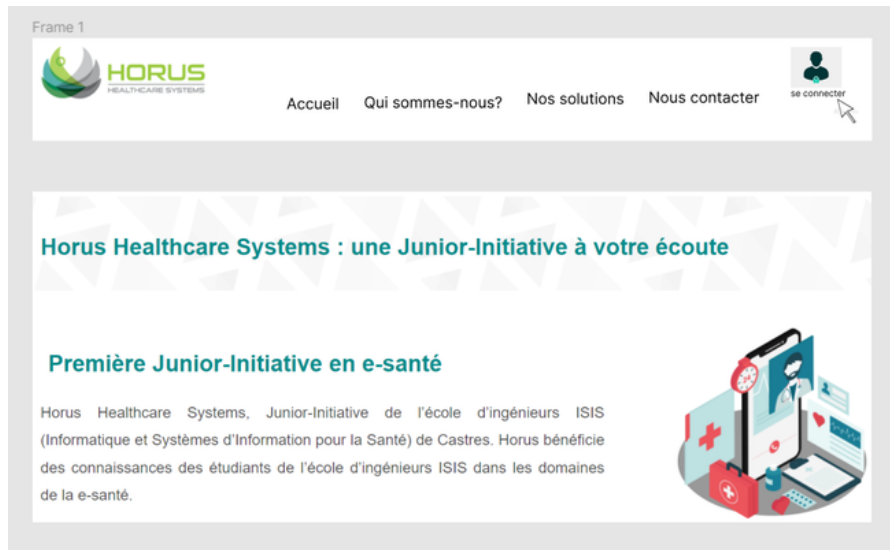 Frame 1
HORUS
HEALTHCARE SYSTEMS
Accueil Qui sommes-nous? Nos solutions Nous contacter
se connecter
Horus Healthcare Systems : une Junior-Initiative à votre écoute
Première Junior-Initiative en e-santé
Horus Healthcare Systems, Junior-Initiative de l'école d'ingénieurs ISIS
(Informatique et Systèmes d'Information pour la Santé) de Castres. Horus bénéficie
des connaissances des étudiants de l'école d'ingénieurs ISIS dans les domaines
de la e-santé.